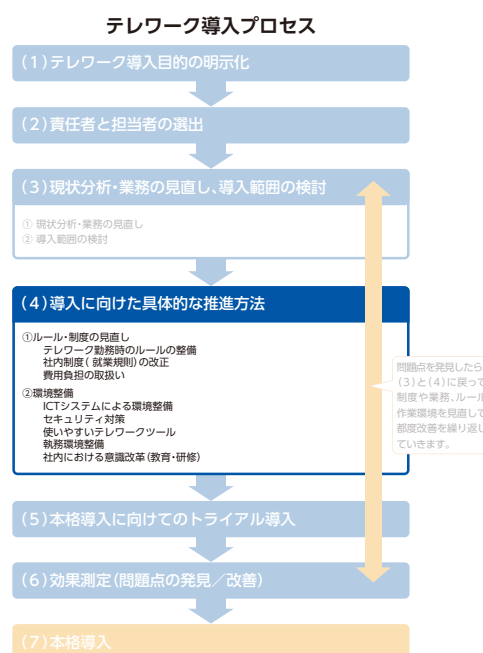 テレワーク導入プロセス
(1)テレワーク導入目的の明示化
(2)責任者と担当者の選出
(3)現状分析・業務の見直し、導入範囲の検討
① 現状分析・業務の見直し
② 導入範囲の検討
(4)導入に向けた具体的な推進方法
①ルール・制度の見直し
テレワーク勤務時のルールの整備
社内制度(就業規則)の改正
費用負担の取扱い
②環境整備
ICTシステムによる環境整備
セキュリティ対策
使いやすいテレワークツール
執務環境整備
社内における意識改革(教育・研修)
問題点を発見したら
(3)と(4)に戻って
制度や業務、ルール
作業環境を見直して
都度改善を繰り返し
ていきます。
(5)本格導入に向けてのトライアル導入
(6)効果測定(問題点の発見/改善)
(7)本格導入